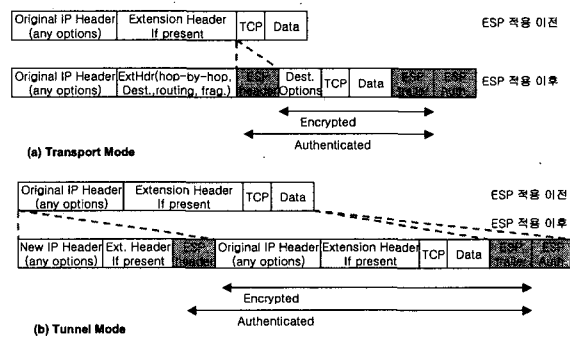 Original IP Header Extension Header TCP Data ESP 적용 이전
(any options) If present
Original IP Header ExtHdr(hop-by-hop, ESP Dest. TCP Data ESP ESP ESP 적용 이후
(any options) Dest.,routing, frag.) header Options trailer Auth.
Encrypted
Authenticated
(a) Transport Mode
Original IP Header Extension Header TCP Data ESP 적용 이전
(any options) If present
ESP 적용 이후
New IP Header Ext. Header ESP Original IP Header Extension Header TCP Data ESP ESP
(any options) If present header (any options) If present trailer Auth.
Encrypted
Authenticated
(b) Tunnel Mode